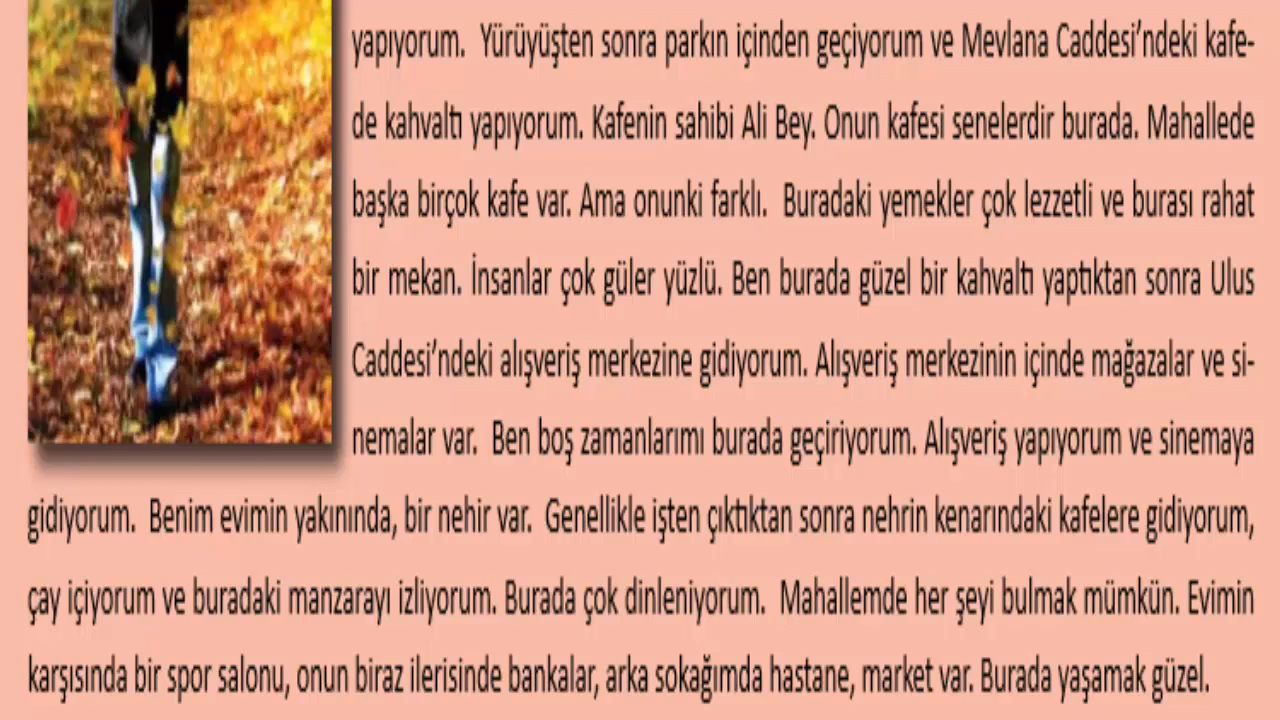 yapıyorum. Yürüyüşten sonra parkın içinden geçiyorum ve Mevlana Caddesi’ndeki kafe-
de kahvaltı yapıyorum. Kafenin sahibi Ali Bey. Onun kafesi senelerdir burada. Mahallede
başka birçok kafe var. Ama onunki farklı. Buradaki yemekler çok lezzetli ve burası rahat
bir mekan. İnsanlar çok güler yüzlü. Ben burada güzel bir kahvaltı yaptıktan sonra Ulus
Caddesi’ndeki alışveriş merkezine gidiyorum. Alışveriş merkezinin içinde mağazalar ve si-
nemalar var. Ben boş zamanlarımı burada geçiriyorum. Alışveriş yapıyorum ve sinemaya
gidiyorum. Benim evimin yakınında, bir nehir var. Genellikle işten çıktıktan sonra nehrin kenarındaki kafelere gidiyorum,
çay içiyorum ve buradaki manzarayı izliyorum. Burada çok dinleniyorum. Mahallemde her şeyi bulmak mümkün. Evimin
karşısında bir spor salonu, onun biraz ilerisinde bankalar, arka sokağımda hastane, market var. Burada yaşamak güzel.